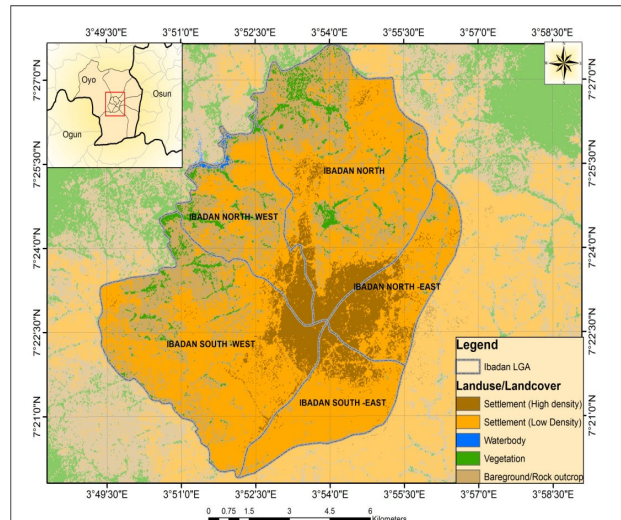 3°49'30"E 3°51'0"E 3°52'30"E 3°54'0"E 3°55'30"E 3°57'0"E 3°58'30"E
Oyo
Osun
Ogun
7°27'0"N 7°27'0"N
7°25'30"N 7°25'30"N
7°24'0"N 7°24'0"N
7°22'30"N 7°22'30"N
7°21'0"N 7°21'0"N
IBADAN NORTH
IBADAN NORTH-WEST
IBADAN NORTH -EAST
IBADAN SOUTH -WEST
IBADAN SOUTH -EAST
Legend
Ibadan LGA
Landuse/Landcover
Settlement (High density)
Settlement (Low Density)
Waterbody
Vegetation
Bareground/Rock outcrop
3°49'30"E 3°51'0"E 3°52'30"E 3°54'0"E 3°55'30"E 3°57'0"E 3°58'30"E
0 0.75 1.5 3 4.5 6
Kilometers